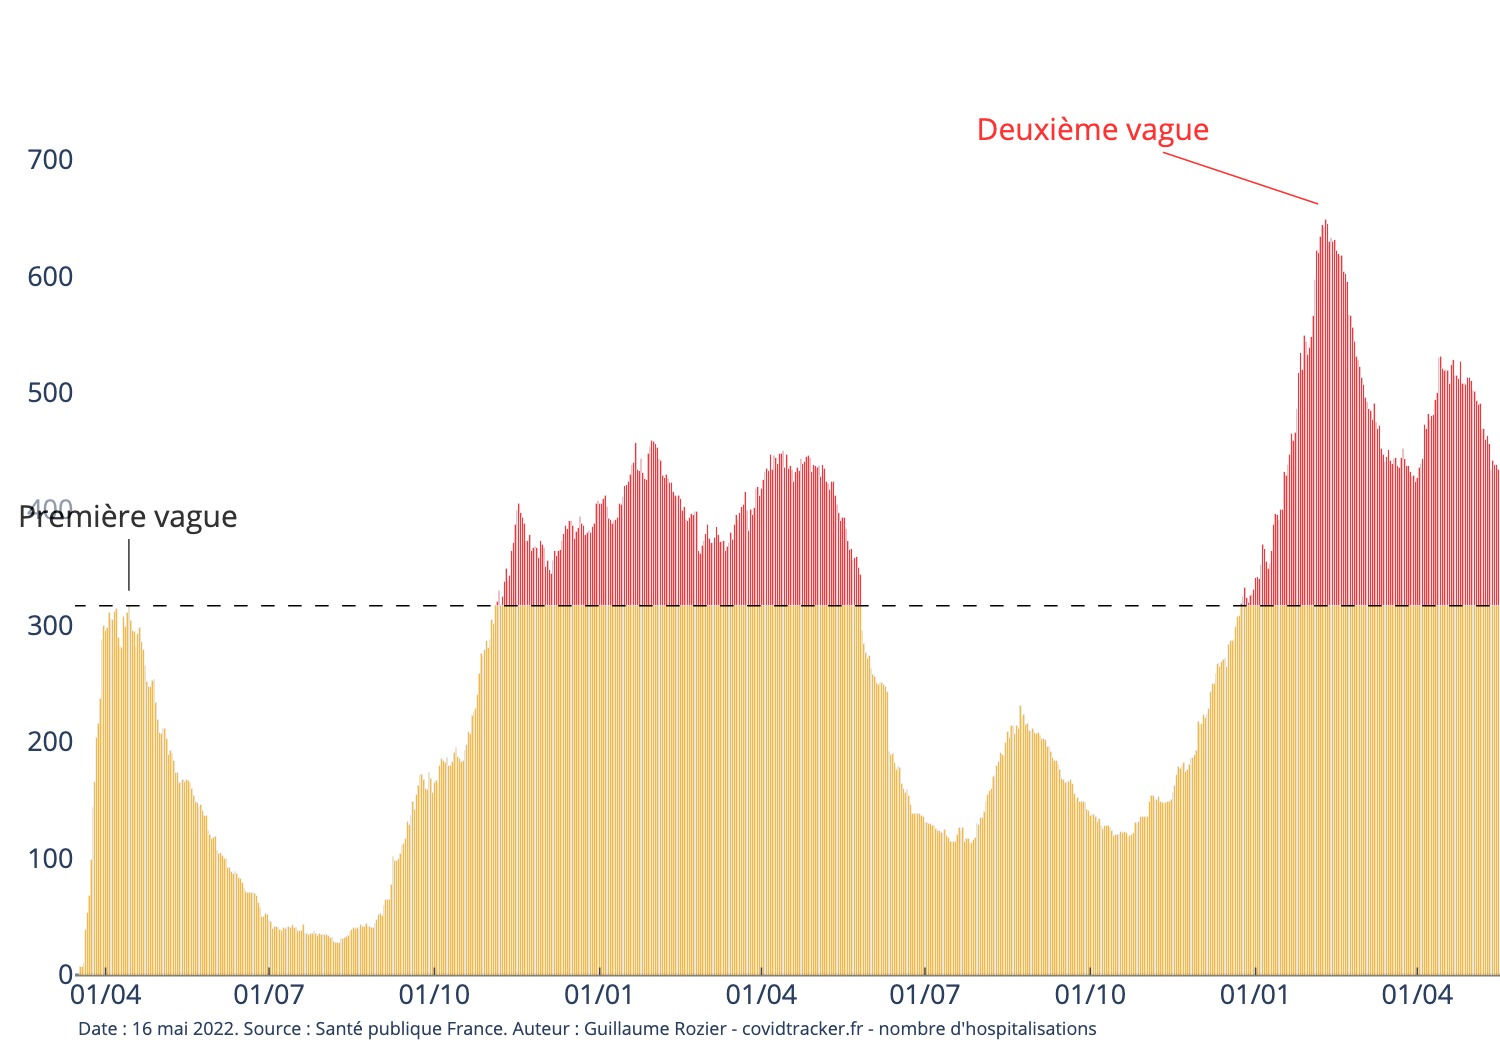 Deuxième vague
700
600
500
400
Première vague
300
200
100
0
01/04 01/07 01/10 01/01 01/04 01/07 01/10 01/01 01/04
Date : 16 mai 2022. Source : Santé publique France. Auteur : Guillaume Rozier - covidtracker.fr - nombre d'hospitalisations